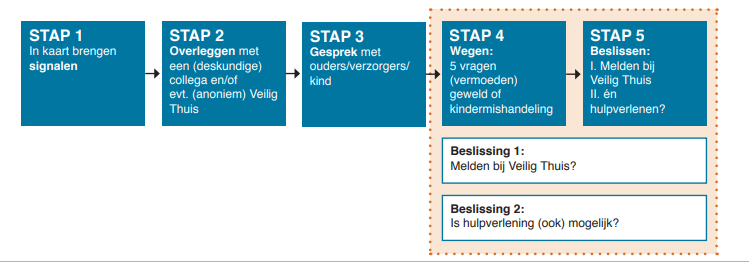 STAP 1
In kaart brengen
signalen
STAP 2
Overleggen met
een (deskundige)
collega en/of
evt. (anoniem) Veilig
Thuis
STAP 3
Gesprek met
ouders/verzorgers/
kind
STAP 4
Wegen:
5 vragen
(vermoeden)
geweld of
kindermishandeling
STAP 5
Beslissen:
I. Melden bij
Veilig Thuis
II. én
hulpverlenen?
Beslissing 1:
Melden bij Veilig Thuis?
Beslissing 2:
Is hulpverlening (ook) mogelijk?